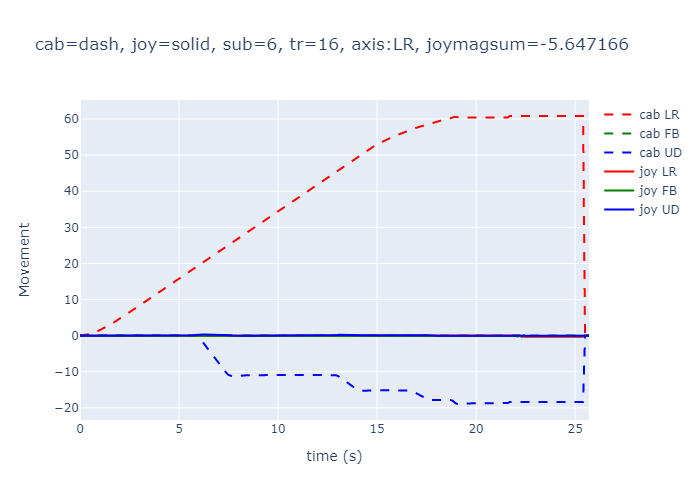 cab=dash, joy=solid, sub=6, tr=16, axis:LR, joymagsum=-5.647166
60
50
40
30
20
10
0
−10
−20
Movement
0
5
10
15
20
25
time (s)
cab LR
cab FB
cab UD
joy LR
joy FB
joy UD